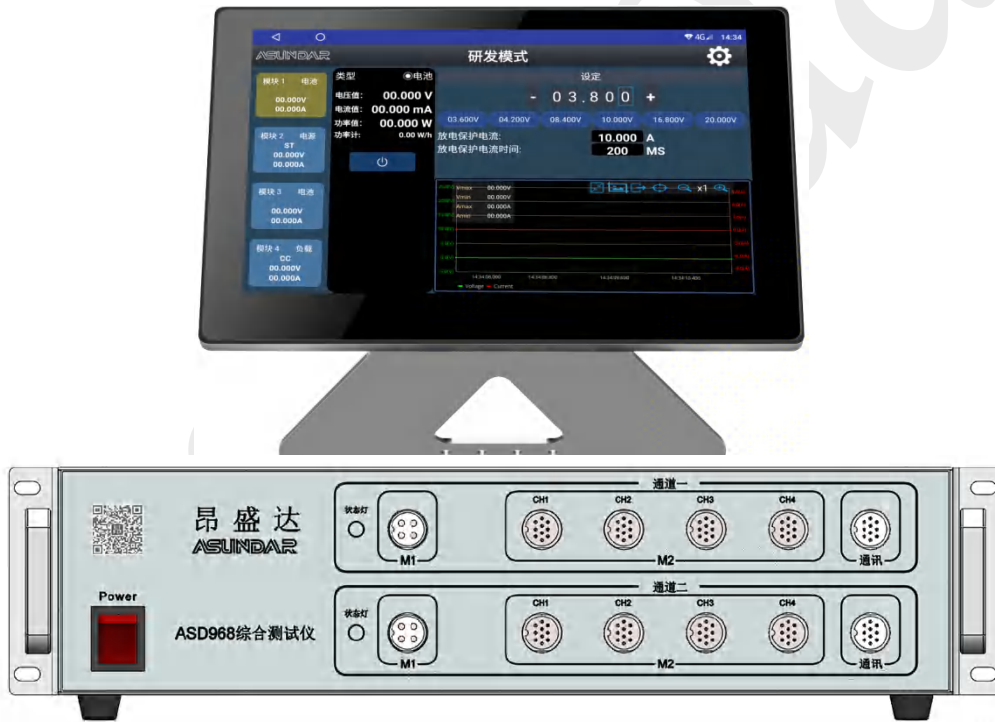 4G 14:34
ASUNDAR
研发模式
模块 1 电池
00.000V
00.000A
模块 2 电源
ST
00.000V
00.000A
模块 3 电池
00.000V
00.000A
模块 4 负载
CC
00.000V
00.000A
类型 电池
电压值: 00.000 V
电流值: 00.000 mA
功率值: 00.000 W
功率计: 0.00 W/h
设定
- 03.800 +
03.600V 04.200V 08.400V 10.000V 16.800V 20.000V
放电保护电流: 10.000 A
放电保护电流时间: 200 MS
Vmax 00.000V
Vmin 00.000V
Amax 00.000A
Amin 00.000A
x1
Voltage Current
昂盛达
ASUNDAR
Power
ASD968综合测试仪
通道一
状态灯
M1
CH1 CH2 CH3 CH4
M2
通讯
通道二
状态灯
M1
CH1 CH2 CH3 CH4
M2
通讯